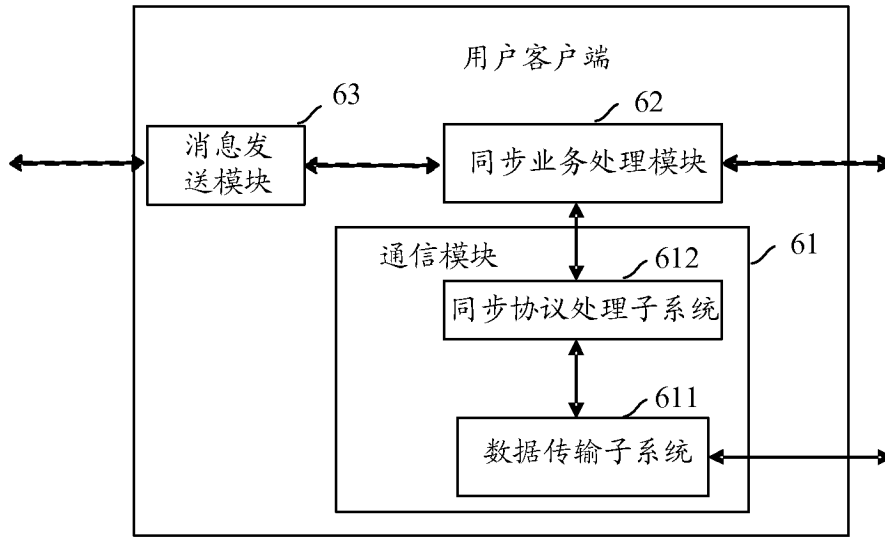 用户客户端
63
62
消息发
送模块
同步业务处理模块
61
通信模块
612
同步协议处理子系统
611
数据传输子系统